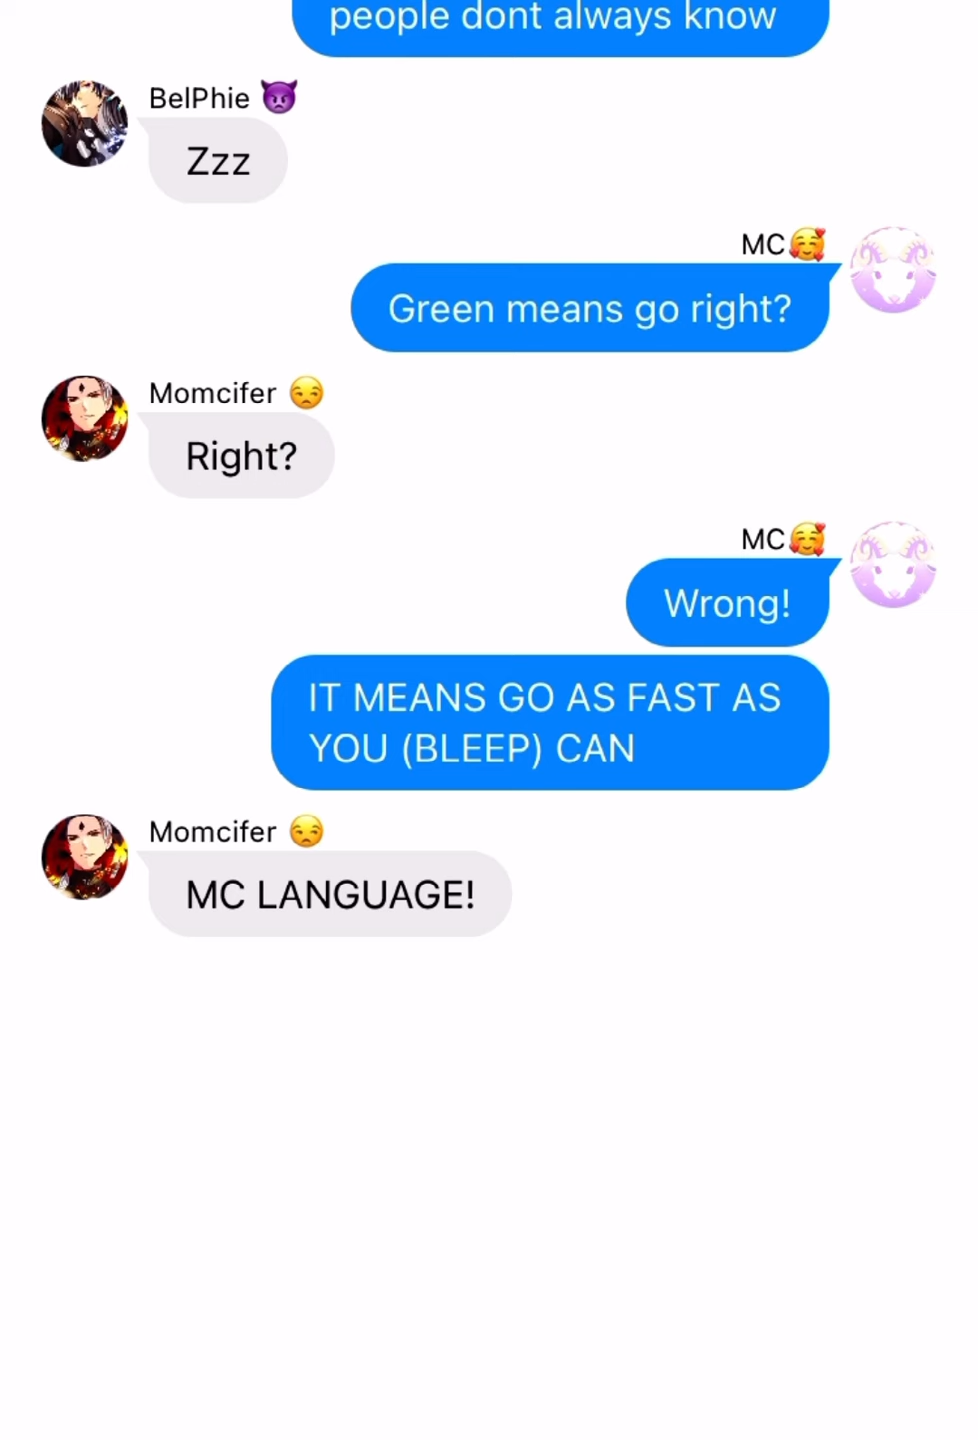 people dont always know
BelPhie 👿
Zzz
MC🥰
Green means go right?
Momcifer 😒
Right?
MC🥰
Wrong!
IT MEANS GO AS FAST AS
YOU (BLEEP) CAN
Momcifer 😒
MC LANGUAGE!